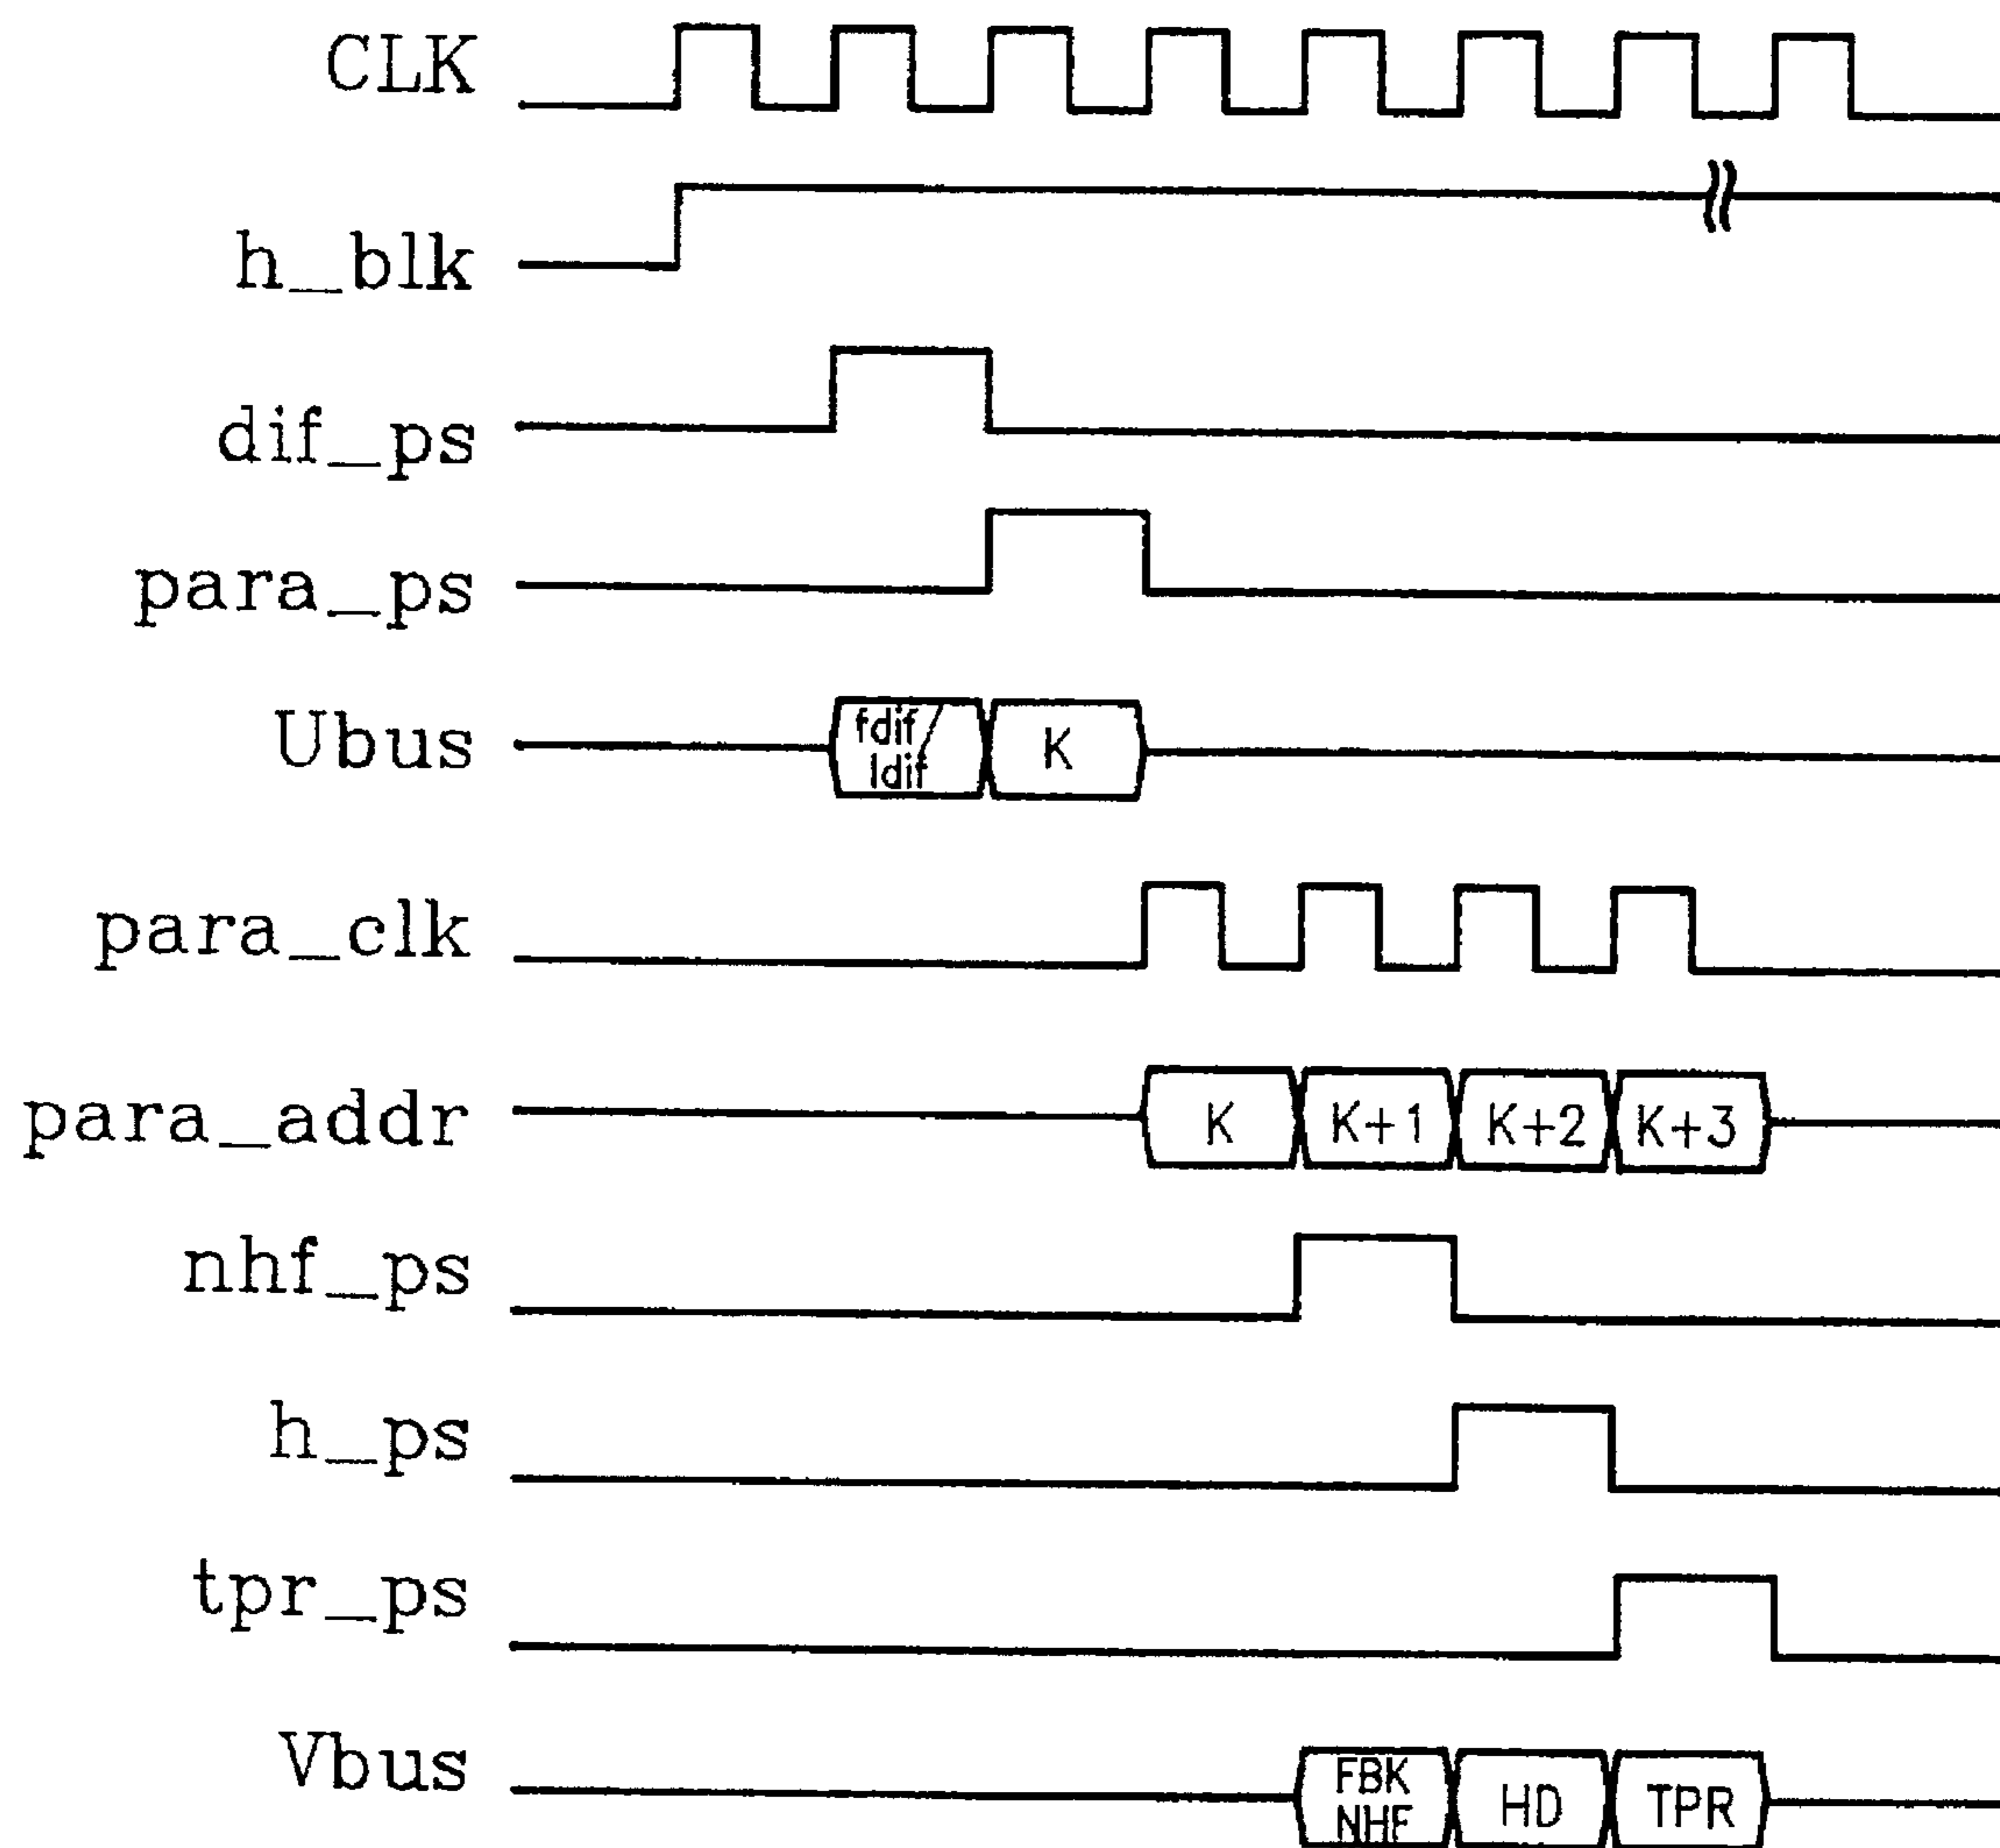 CLK
h_blk
dif_ps
para_ps
Ubus
fdif/
ldif
K
para_clk
para_addr
K
K+1
K+2
K+3
nhf_ps
h_ps
tpr_ps
Vbus
FBK
NHF
HD
TPR